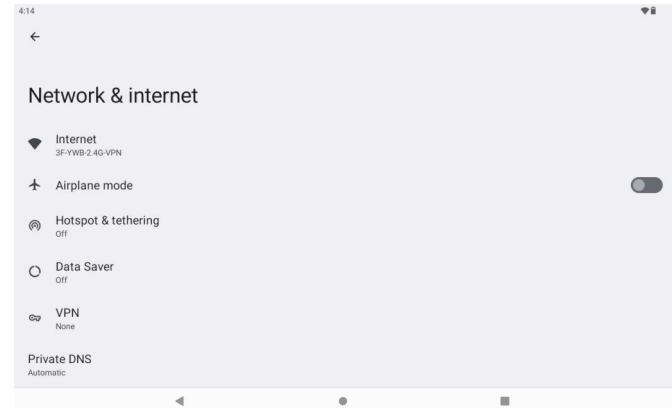 4:14
Network & internet
Internet
3F-YWB-2.4G-VPN
Airplane mode
Hotspot & tethering
Off
Data Saver
Off
VPN
None
Private DNS
Automatic